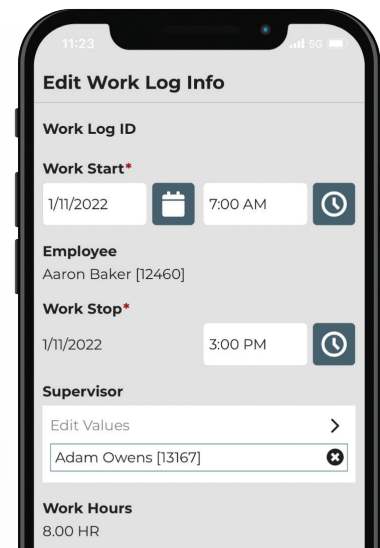 11:23 5G
Edit Work Log Info
Work Log ID
Work Start*
1/11/2022 7:00 AM
Employee
Aaron Baker [12460]
Work Stop*
1/11/2022 3:00 PM
Supervisor
Edit Values
Adam Owens [13167]
Work Hours
8.00 HR